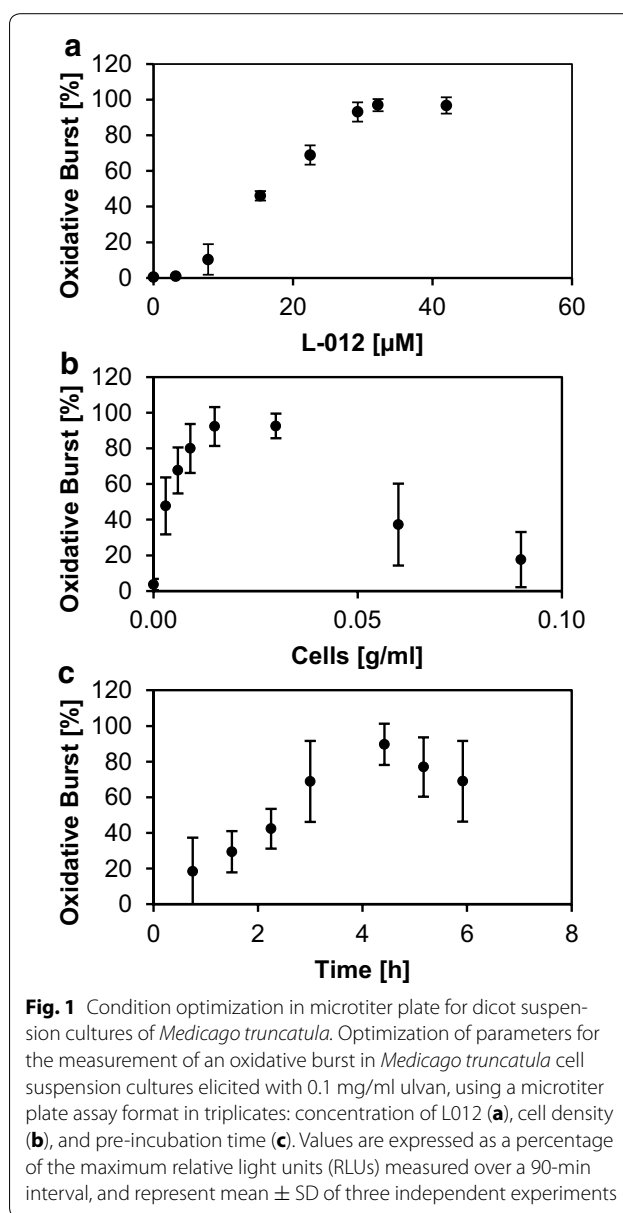 a
120
100
80
60
40
20
0
Oxidative Burst [%]
0 20 40 60
L-012 [µM]
b
120
100
80
60
40
20
0
Oxidative Burst [%]
0.00 0.05 0.10
Cells [g/ml]
c
120
100
80
60
40
20
0
Oxidative Burst [%]
0 2 4 6 8
Time [h]
Fig. 1 Condition optimization in microtiter plate for dicot suspen-
sion cultures of Medicago truncatula. Optimization of parameters for
the measurement of an oxidative burst in Medicago truncatula cell
suspension cultures elicited with 0.1 mg/ml ulvan, using a microtiter
plate assay format in triplicates: concentration of L012 (a), cell density
(b), and pre-incubation time (c). Values are expressed as a percentage
of the maximum relative light units (RLUs) measured over a 90-min
interval, and represent mean ± SD of three independent experiments